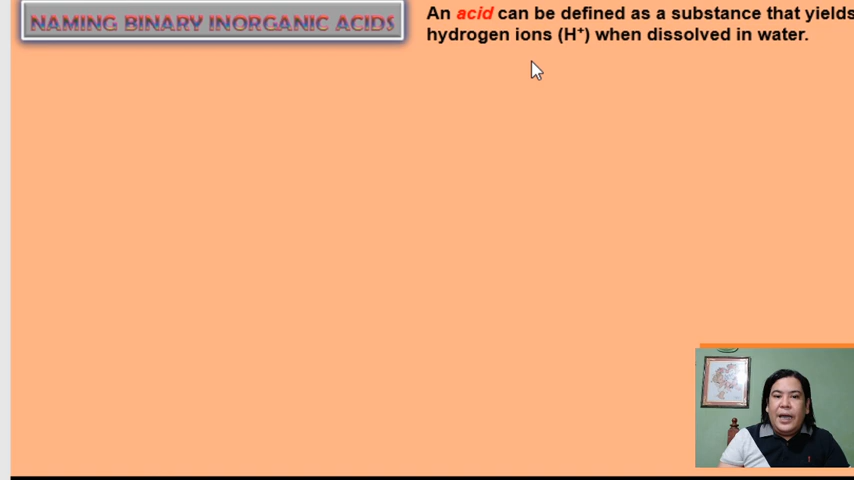 NAMING BINARY INORGANIC ACIDS
An acid can be defined as a substance that yields
hydrogen ions (H⁺) when dissolved in water.